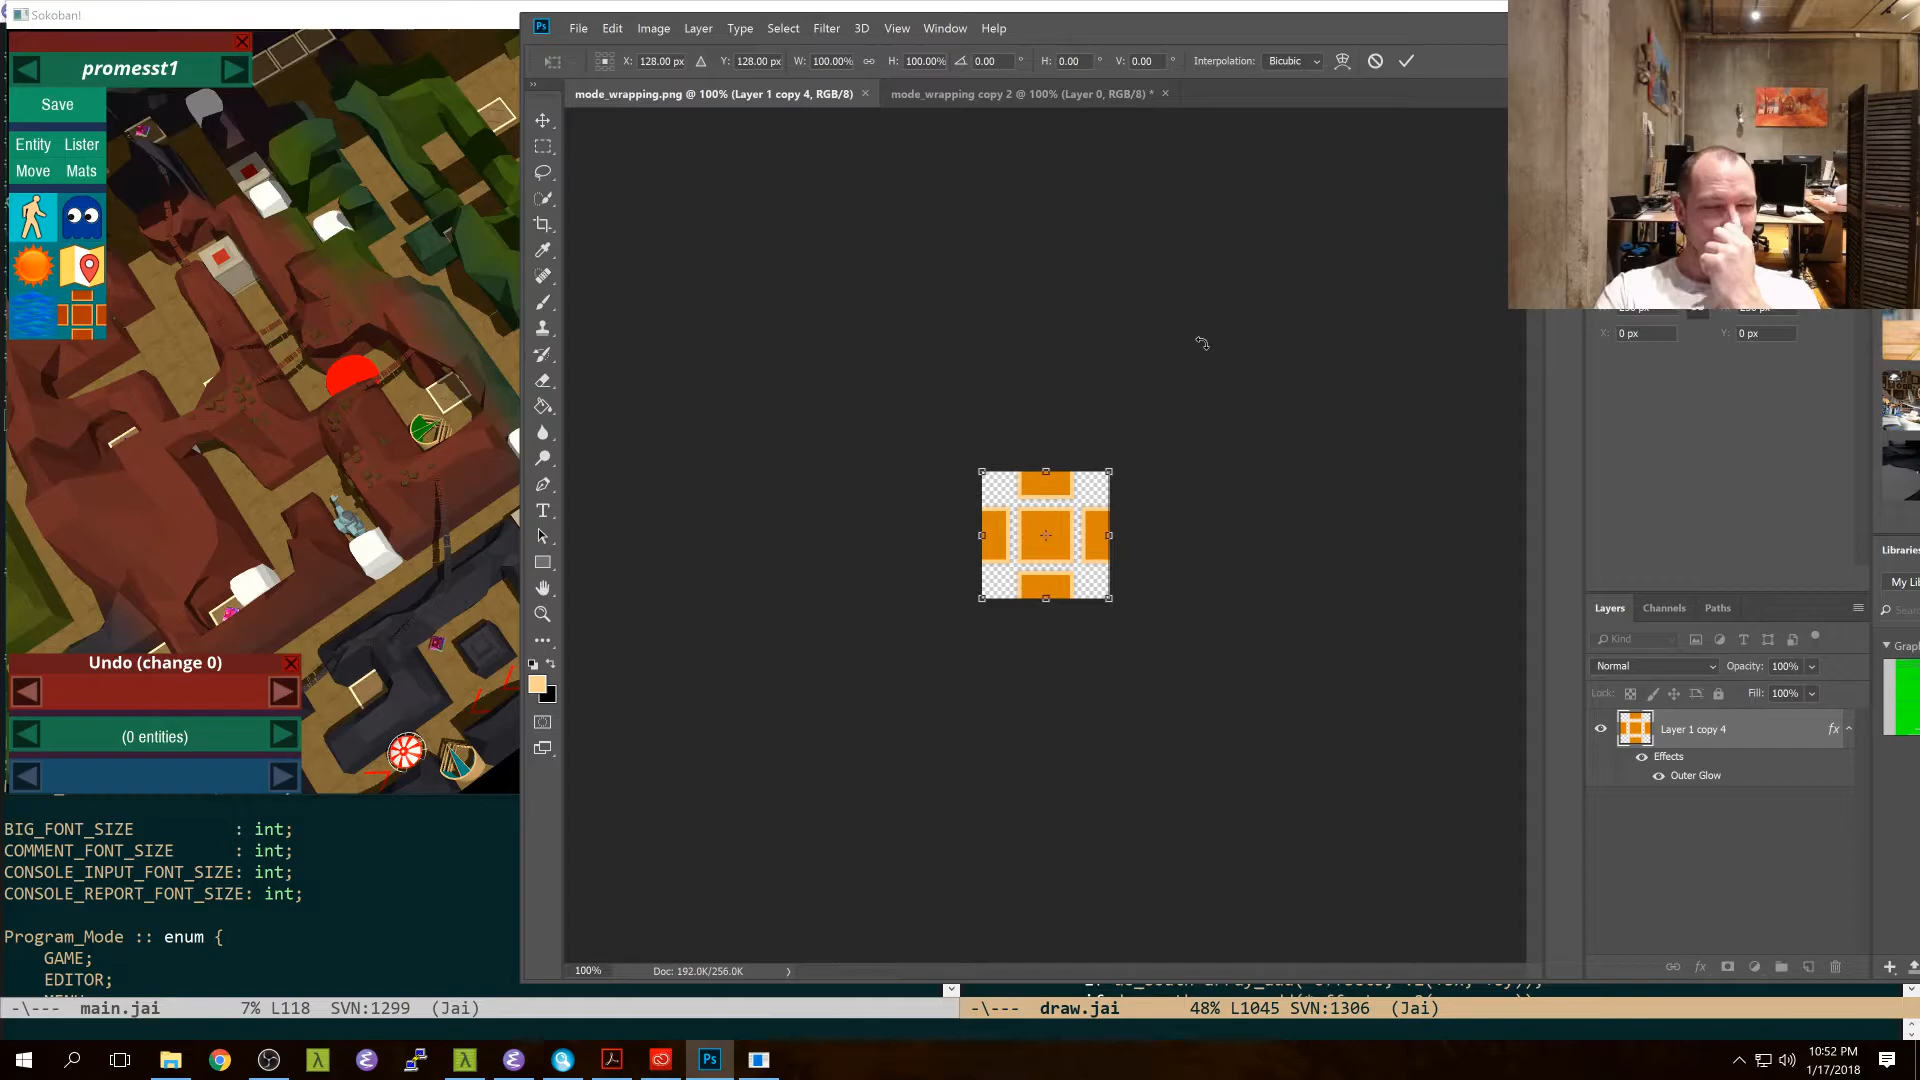 Sokoban!
promesst1
Save
Entity Lister
Move Mats
Undo (change 0)
(0 entities)
BIG_FONT_SIZE : int;
COMMENT_FONT_SIZE : int;
CONSOLE_INPUT_FONT_SIZE: int;
CONSOLE_REPORT_FONT_SIZE: int;
Program_Mode :: enum {
GAME;
EDITOR;
-\--- main.jai 7% L118 SVN:1299 (Jai)
Ps File Edit Image Layer Type Select Filter 3D View Window Help
X: 128.00 px Y: 128.00 px W: 100.00% H: 100.00% 0.00 ° H: 0.00 ° V: 0.00 ° Interpolation: Bicubic
mode_wrapping.png @ 100% (Layer 1 copy 4, RGB/8) × mode_wrapping copy 2 @ 100% (Layer 0, RGB/8) * ×
X: 0 px Y: 0 px
Libraries
My Lib
Layers Channels Paths
Kind
Normal Opacity: 100%
Lock: Fill: 100%
Layer 1 copy 4 fx
Effects
Outer Glow
100% Doc: 192.0K/256.0K
-\--- draw.jai 48% L1045 SVN:1306 (Jai)
Ps
10:52 PM
1/17/2018